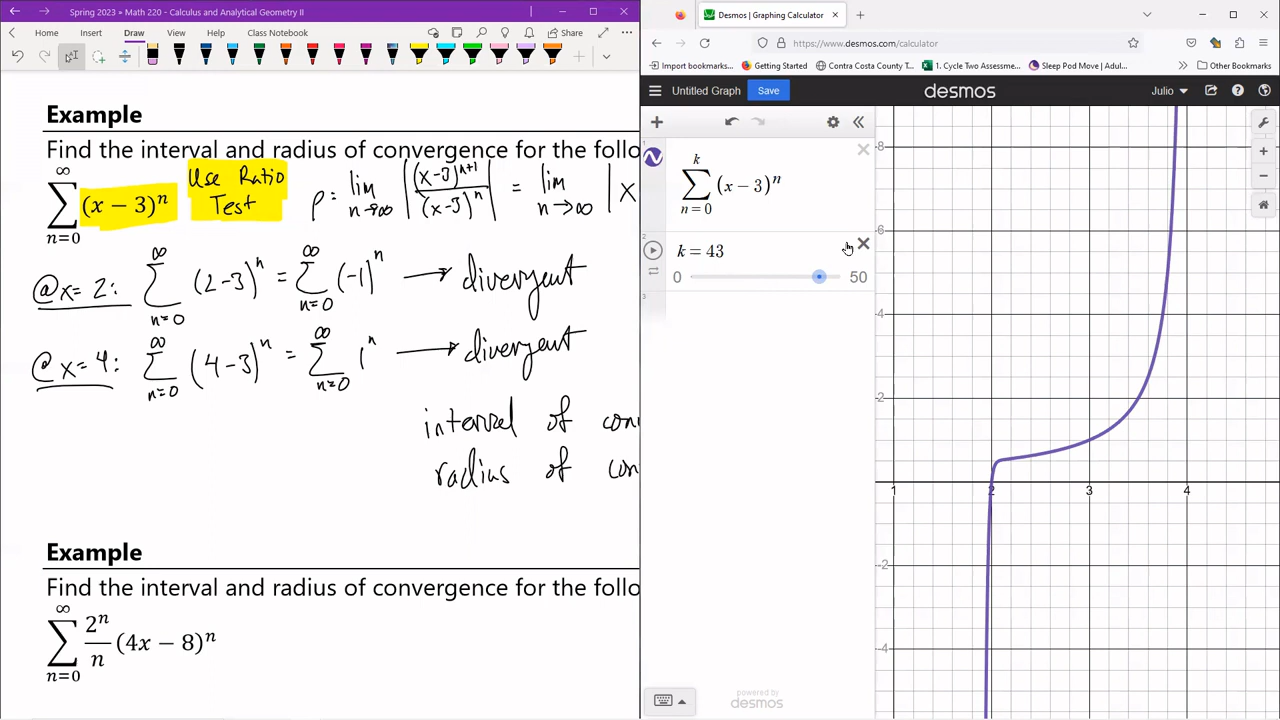 Spring 2023 » Math 220 - Calculus and Analytical Geometry II
Home Insert Draw View Help Class Notebook Share
Example
Find the interval and radius of convergence for the follo
∞
∑ (x − 3)ⁿ
n=0
Use Ratio
Test
ρ = lim n→∞ |(x-3)ⁿ⁺¹ / (x-3)ⁿ| = lim n→∞ | x
@x= 2: ∞ ∑ n=0 (2-3)ⁿ = ∞ ∑ n=0 (-1)ⁿ → divergent
@x=4: ∞ ∑ n=0 (4-3)ⁿ = ∞ ∑ n=0 1ⁿ → divergent
interval of con
radius of con
Example
Find the interval and radius of convergence for the follo
∞
∑ 2ⁿ/n (4x − 8)ⁿ
n=0
Desmos | Graphing Calculator
https://www.desmos.com/calculator
Import bookmarks... Getting Started Contra Costa County T... 1. Cycle Two Assessme... Sleep Pod Move | Adul... Other Bookmarks
Untitled Graph Save desmos Julio
1
k
∑ (x − 3)ⁿ
n=0
2
k = 43
0 50
3
powered by
desmos
8
6
4
2
1 2 3 4
-2
-4